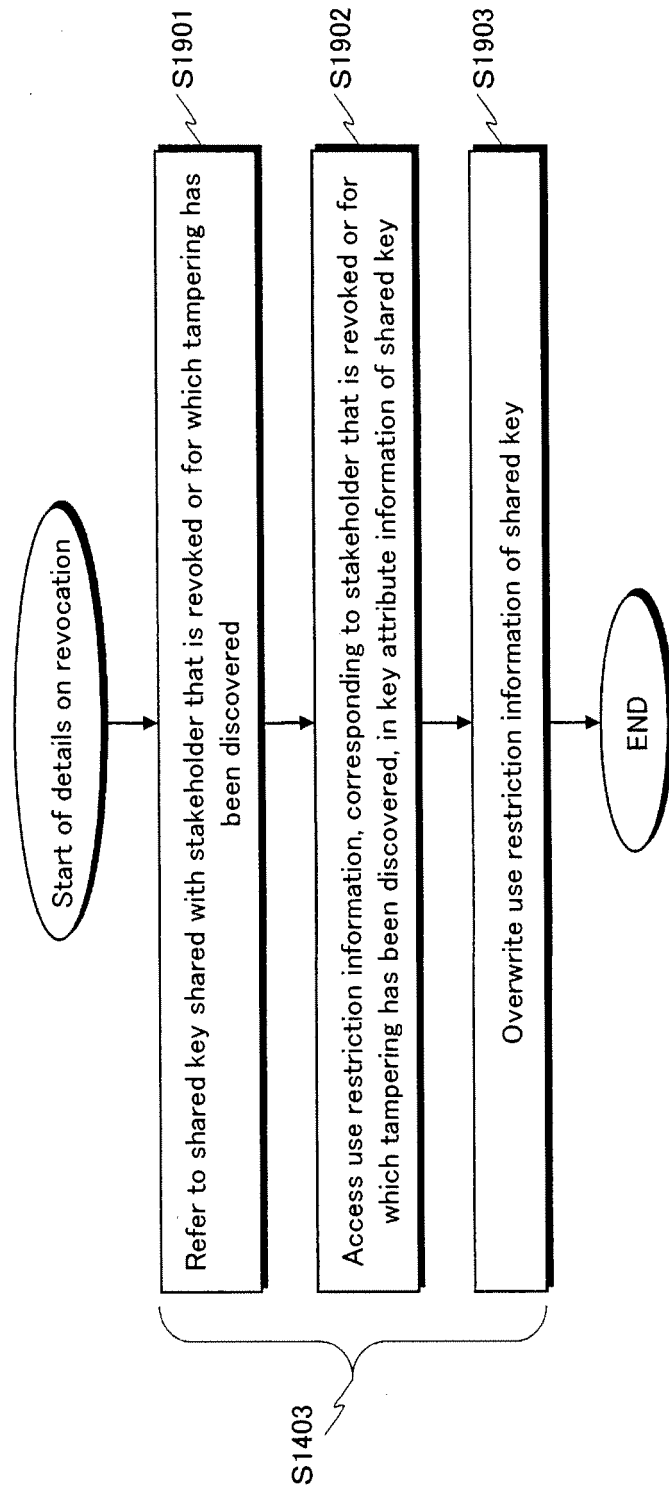 Start of details on revocation
Refer to shared key shared with stakeholder that is revoked or for which tampering has
been discovered
S1901
Access use restriction information, corresponding to stakeholder that is revoked or for
which tampering has been discovered, in key attribute information of shared key
S1902
Overwrite use restriction information of shared key
S1903
S1403
END